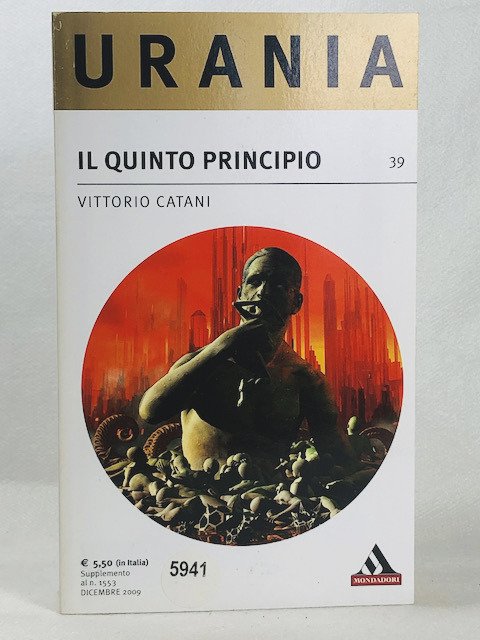 URANIA
IL QUINTO PRINCIPIO 39
VITTORIO CATANI
€ 5,50 (in Italia)
Supplemento
al n. 1553
DICEMBRE 2009
5941
MONDADORI